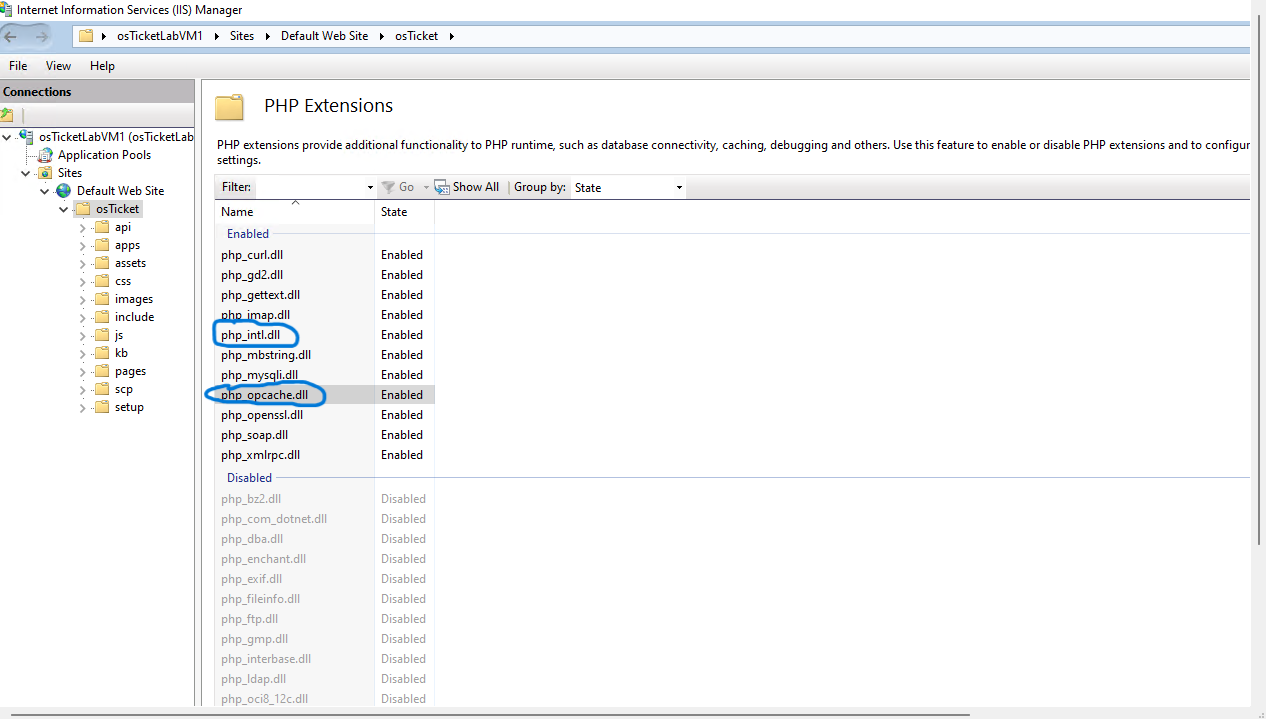 Internet Information Services (IIS) Manager
osTicketLabVM1 Sites Default Web Site osTicket
File View Help
Connections
osTicketLabVM1 (osTicketLab
Application Pools
Sites
Default Web Site
osTicket
api
apps
assets
css
images
include
js
kb
pages
scp
setup
PHP Extensions
PHP extensions provide additional functionality to PHP runtime, such as database connectivity, caching, debugging and others. Use this feature to enable or disable PHP extensions and to configur
settings.
Filter: Go Show All Group by: State
Name State
Enabled
php_curl.dll Enabled
php_gd2.dll Enabled
php_gettext.dll Enabled
php_imap.dll Enabled
php_intl.dll Enabled
php_mbstring.dll Enabled
php_mysqli.dll Enabled
php_opcache.dll Enabled
php_openssl.dll Enabled
php_soap.dll Enabled
php_xmlrpc.dll Enabled
Disabled
php_bz2.dll Disabled
php_com_dotnet.dll Disabled
php_dba.dll Disabled
php_enchant.dll Disabled
php_exif.dll Disabled
php_fileinfo.dll Disabled
php_ftp.dll Disabled
php_gmp.dll Disabled
php_interbase.dll Disabled
php_ldap.dll Disabled
php_oci8_12c.dll Disabled